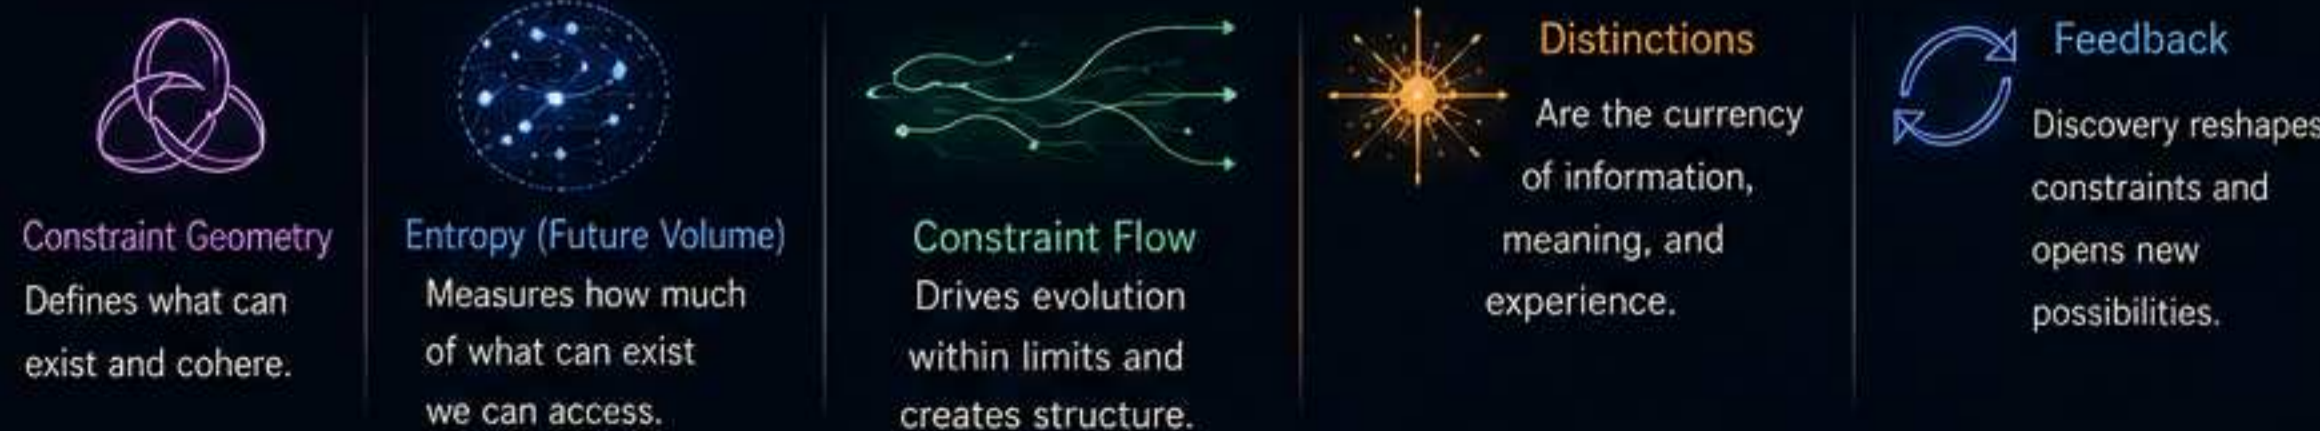 Constraint Geometry
Defines what can
exist and cohere.
Entropy (Future Volume)
Measures how much
of what can exist
we can access.
Constraint Flow
Drives evolution
within limits and
creates structure.
Distinctions
Are the currency
of information,
meaning, and
experience.
Feedback
Discovery reshapes
constraints and
opens new
possibilities.